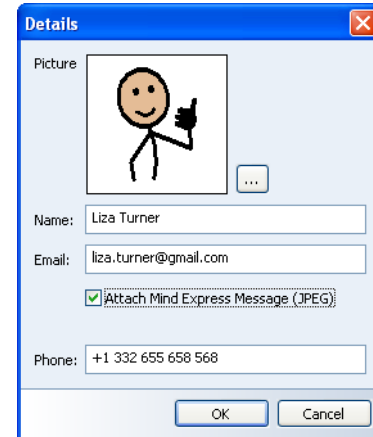 Details
Picture
...
Name: Liza Turner
Email: liza.turner@gmail.com
Attach Mind Express Message (JPEG)
Phone: +1 332 655 658 568
OK Cancel